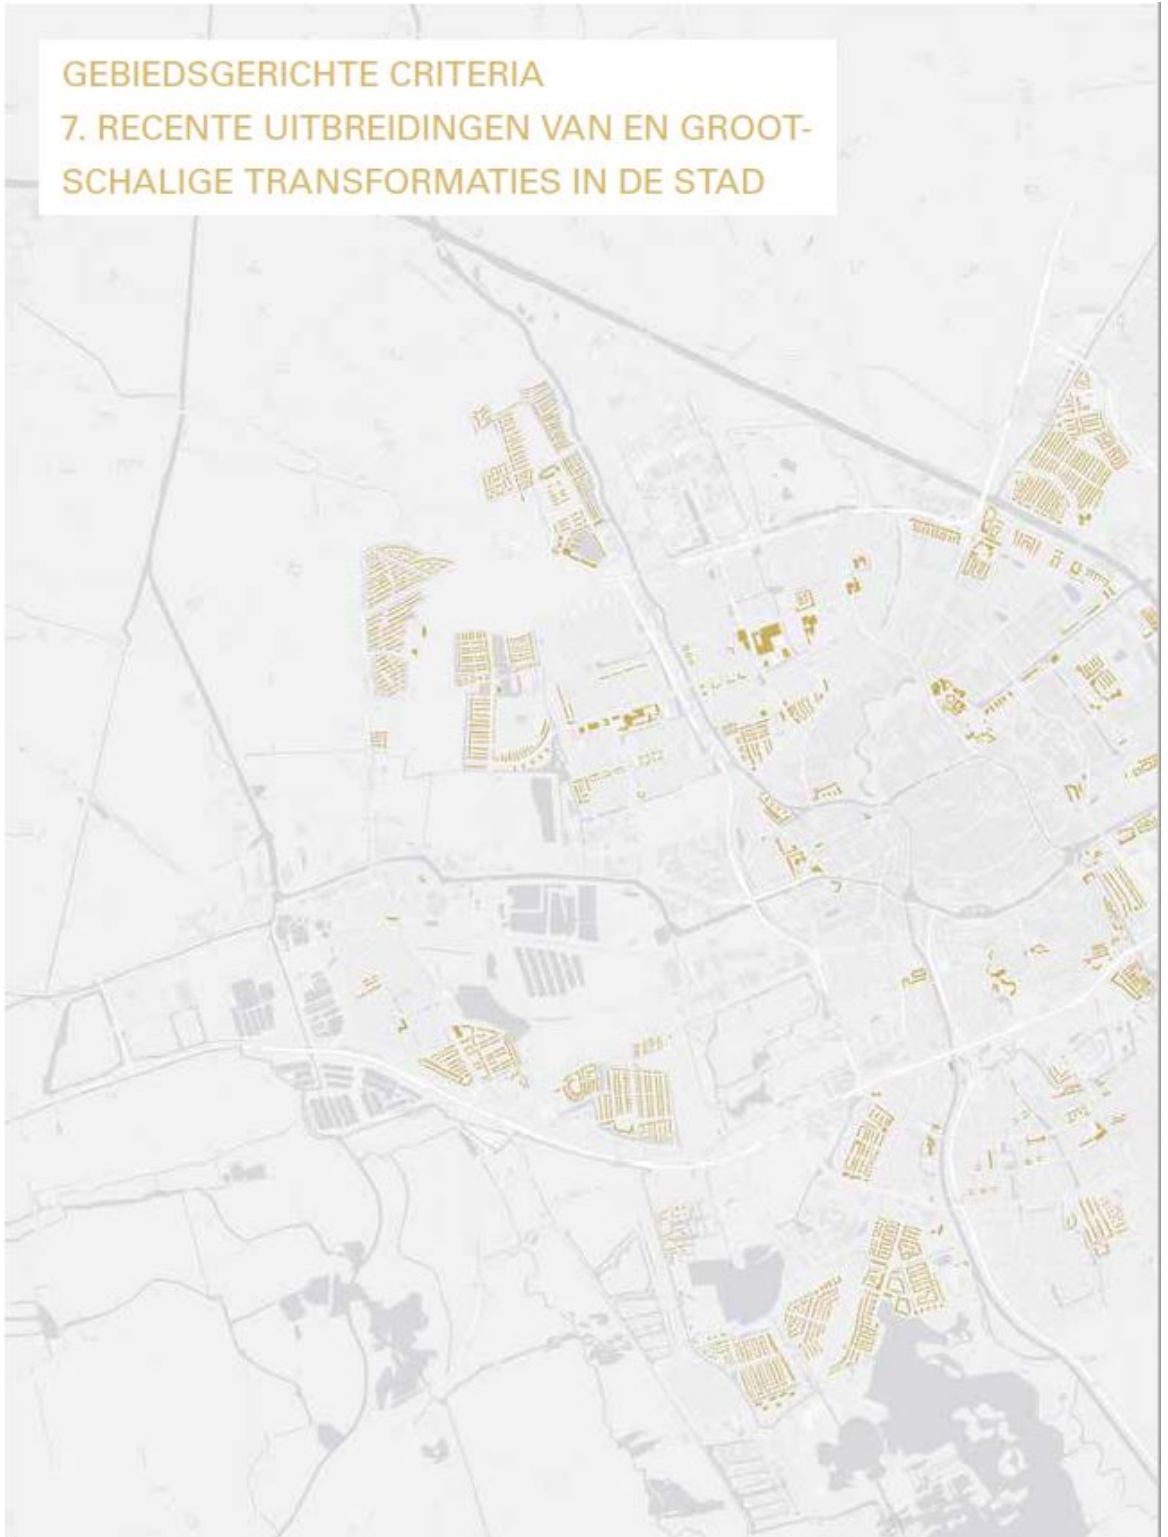 GEBIEDSGERICHTE CRITERIA
7. RECENTE UITBREIDINGEN VAN EN GROOT-
SCHALIGE TRANSFORMATIES IN DE STAD